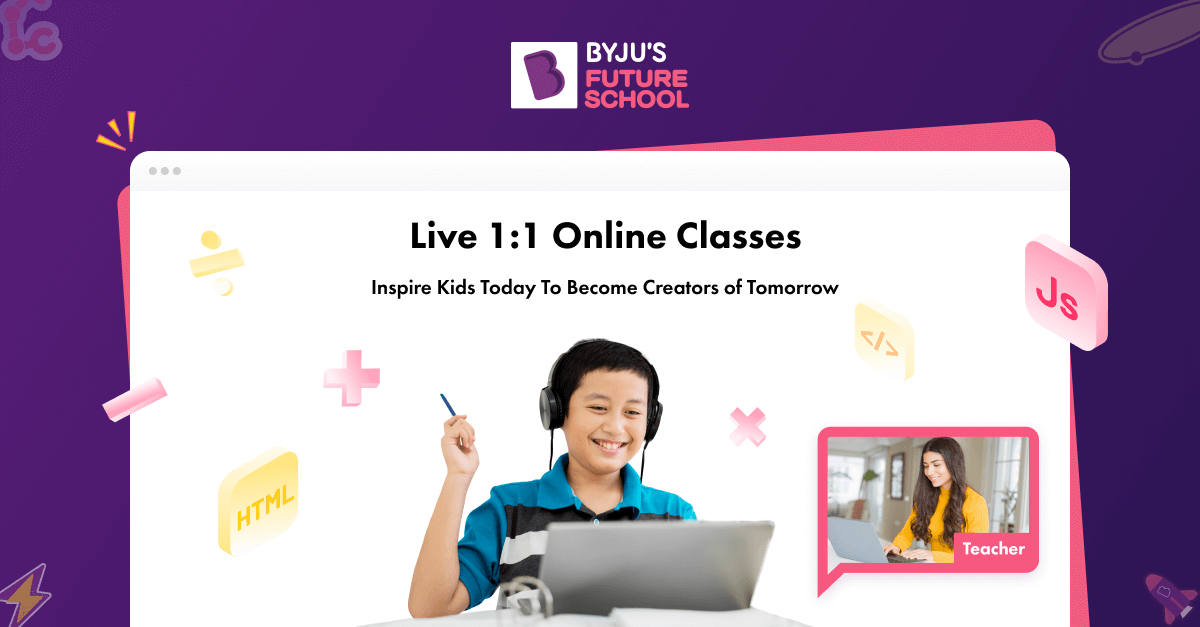 BYJU'S
FUTURE
SCHOOL
Live 1:1 Online Classes
Inspire Kids Today To Become Creators of Tomorrow
Js
</>
HTML
Teacher